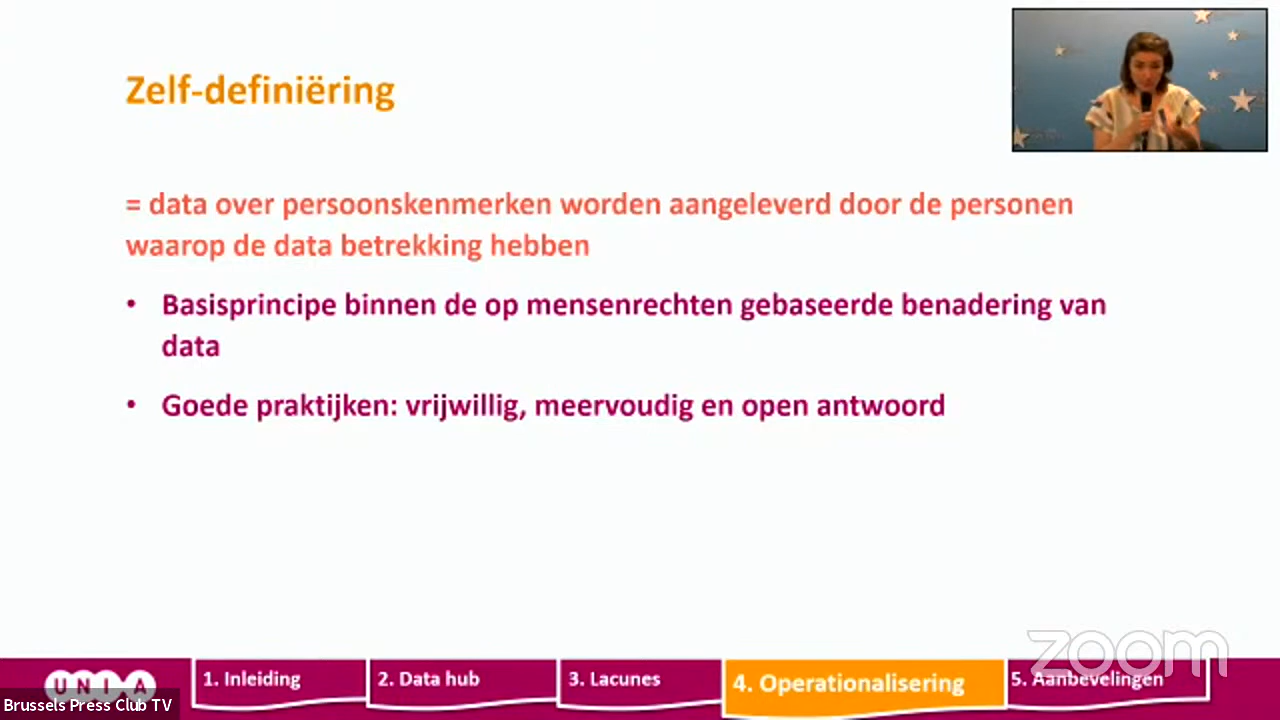 Zelf-definiëring
= data over persoonskenmerken worden aangeleverd door de personen
waarop de data betrekking hebben
• Basisprincipe binnen de op mensenrechten gebaseerde benadering van
data
• Goede praktijken: vrijwillig, meervoudig en open antwoord
zoom
UNIA
1. Inleiding
2. Data hub
3. Lacunes
4. Operationalisering
5. Aanbevelingen
Brussels Press Club TV